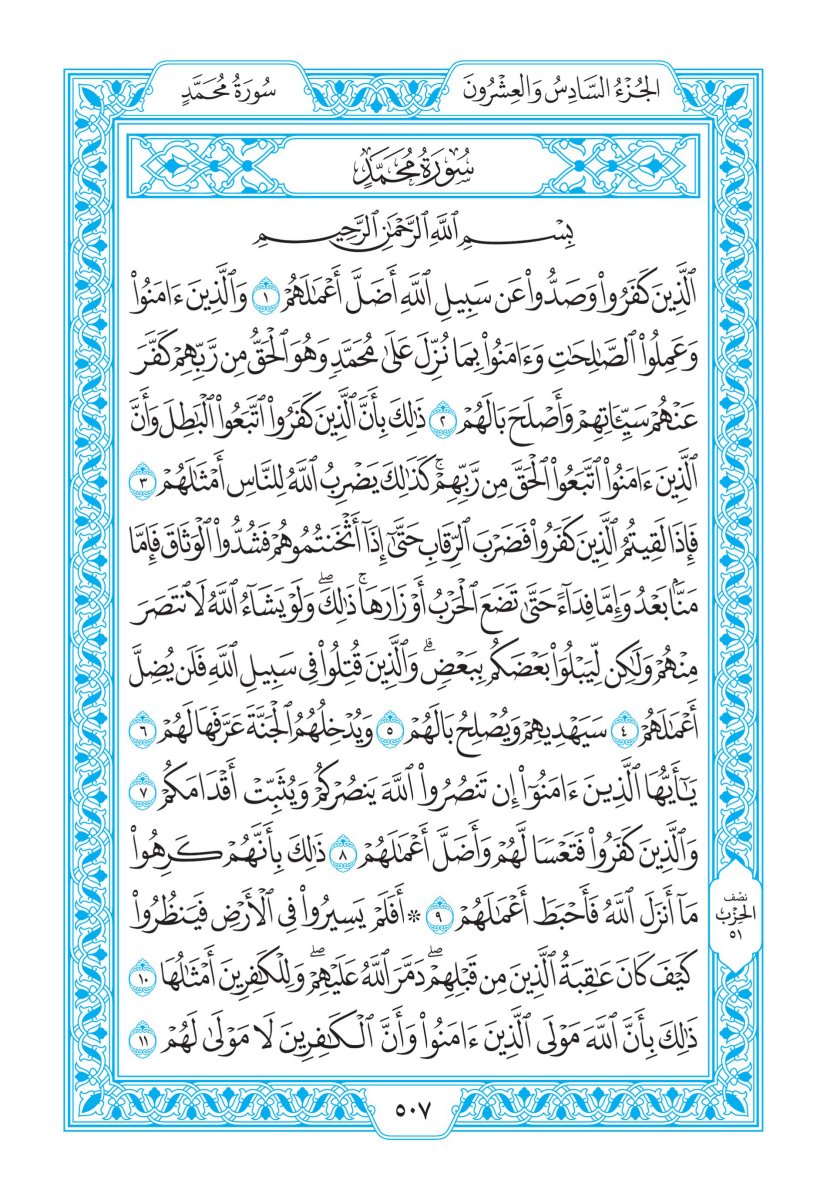 الجُزْءُ السَّادِسُ وَالعِشْرُونَ
سُورَةُ مُحَمَّدٍ
سُورَةُ مُحَمَّدٍ
بِسْمِ ٱللَّهِ ٱلرَّحْمَٰنِ ٱلرَّحِيمِ
ٱلَّذِينَ كَفَرُواْ وَصَدُّواْ عَن سَبِيلِ ٱللَّهِ أَضَلَّ أَعْمَٰلَهُمْ ١ وَٱلَّذِينَ ءَامَنُواْ
وَعَمِلُواْ ٱلصَّٰلِحَٰتِ وَءَامَنُواْ بِمَا نُزِّلَ عَلَىٰ مُحَمَّدٖ وَهُوَ ٱلْحَقُّ مِن رَّبِّهِمْ كَفَّرَ
عَنْهُمْ سَيِّـَٔاتِهِمْ وَأَصْلَحَ بَالَهُمْ ٢ ذَٰلِكَ بِأَنَّ ٱلَّذِينَ كَفَرُواْ ٱتَّبَعُواْ ٱلْبَٰطِلَ وَأَنَّ
ٱلَّذِينَ ءَامَنُواْ ٱتَّبَعُواْ ٱلْحَقَّ مِن رَّبِّهِمْۚ كَذَٰلِكَ يَضْرِبُ ٱللَّهُ لِلنَّاسِ أَمْثَٰلَهُمْ ٣
فَإِذَا لَقِيتُمُ ٱلَّذِينَ كَفَرُواْ فَضَرْبَ ٱلرِّقَابِ حَتَّىٰٓ إِذَآ أَثْخَنتُمُوهُمْ فَشُدُّواْ ٱلْوَثَاقَ فَإِمَّا
مَنَّۢا بَعْدُ وَإِمَّا فِدَآءً حَتَّىٰ تَضَعَ ٱلْحَرْبُ أَوْزَارَهَاۚ ذَٰلِكَۖ وَلَوْ يَشَآءُ ٱللَّهُ لَٱنتَصَرَ
مِنْهُمْ وَلَٰكِن لِّيَبْلُوَاْ بَعْضَكُم بِبَعْضٖۗ وَٱلَّذِينَ قُتِلُواْ فِي سَبِيلِ ٱللَّهِ فَلَن يُضِلَّ
أَعْمَٰلَهُمْ ٤ سَيَهْدِيهِمْ وَيُصْلِحُ بَالَهُمْ ٥ وَيُدْخِلُهُمُ ٱلْجَنَّةَ عَرَّفَهَا لَهُمْ ٦
يَٰٓأَيُّهَا ٱلَّذِينَ ءَامَنُوٓاْ إِن تَنصُرُواْ ٱللَّهَ يَنصُرْكُمْ وَيُثَبِّتْ أَقْدَامَكُمْ ٧
وَٱلَّذِينَ كَفَرُواْ فَتَعْسٗا لَّهُمْ وَأَضَلَّ أَعْمَٰلَهُمْ ٨ ذَٰلِكَ بِأَنَّهُمْ كَرِهُواْ
مَآ أَنزَلَ ٱللَّهُ فَأَحْبَطَ أَعْمَٰلَهُمْ ٩ ۞ أَفَلَمْ يَسِيرُواْ فِي ٱلْأَرْضِ فَيَنظُرُواْ
كَيْفَ كَانَ عَٰقِبَةُ ٱلَّذِينَ مِن قَبْلِهِمْۖ دَمَّرَ ٱللَّهُ عَلَيْهِمْۖ وَلِلْكَٰفِرِينَ أَمْثَٰلُهَا ١٠
ذَٰلِكَ بِأَنَّ ٱللَّهَ مَوْلَى ٱلَّذِينَ ءَامَنُواْ وَأَنَّ ٱلْكَٰفِرِينَ لَا مَوْلَىٰ لَهُمْ ١١
نصف
الحِزْب
٥١
٥٠٧